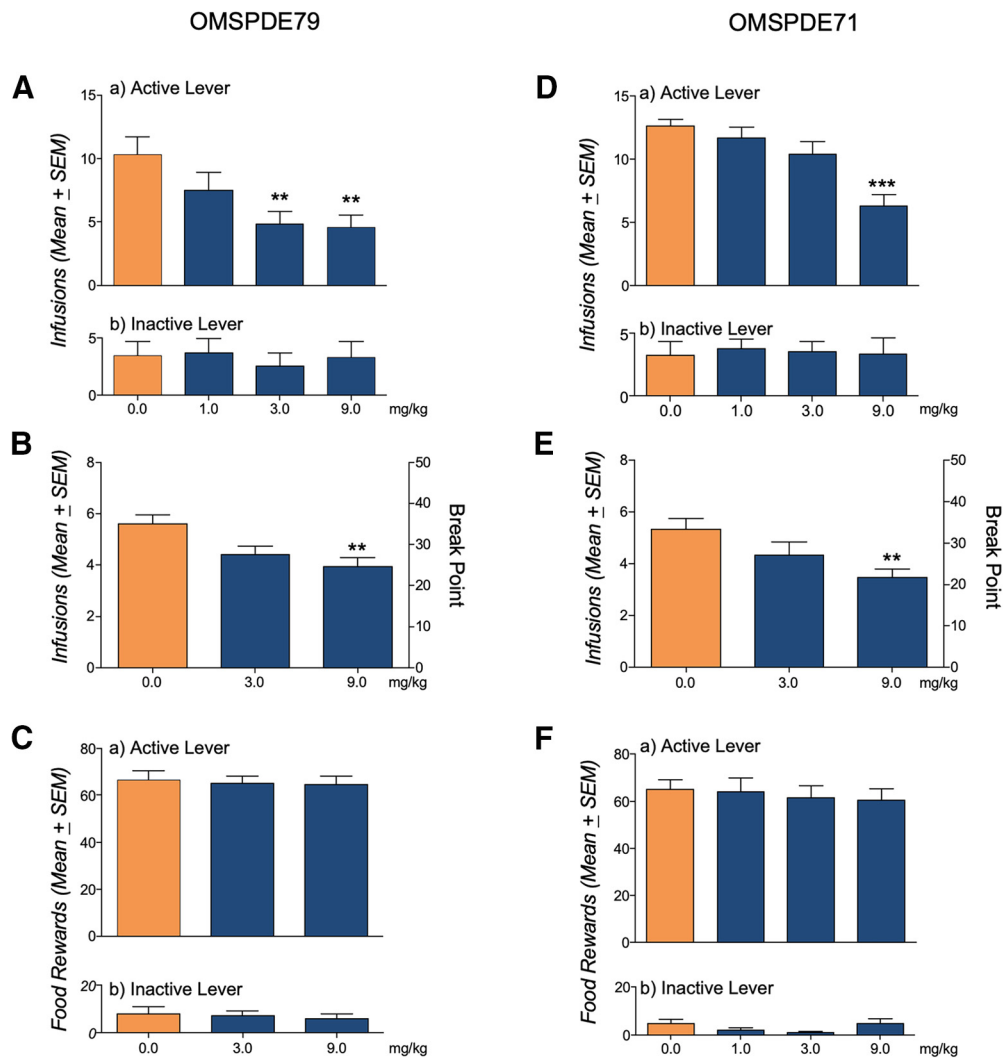 OMSPDE79
OMSPDE71
A
a) Active Lever
Infusions (Mean ± SEM)
15
10
5
0
**
**
b) Inactive Lever
5
0
0.0 1.0 3.0 9.0 mg/kg
D
a) Active Lever
Infusions (Mean ± SEM)
15
10
5
0
***
b) Inactive Lever
5
0
0.0 1.0 3.0 9.0 mg/kg
B
Infusions (Mean ± SEM)
8
6
4
2
0
**
50
40
30
20
10
0
Break Point
0.0 3.0 9.0 mg/kg
E
Infusions (Mean ± SEM)
8
6
4
2
0
**
50
40
30
20
10
0
Break Point
0.0 3.0 9.0 mg/kg
C
a) Active Lever
Food Rewards (Mean ± SEM)
80
60
40
20
0
b) Inactive Lever
20
0
0.0 3.0 9.0 mg/kg
F
a) Active Lever
Food Rewards (Mean ± SEM)
80
60
40
20
0
b) Inactive Lever
20
0
0.0 1.0 3.0 9.0 mg/kg